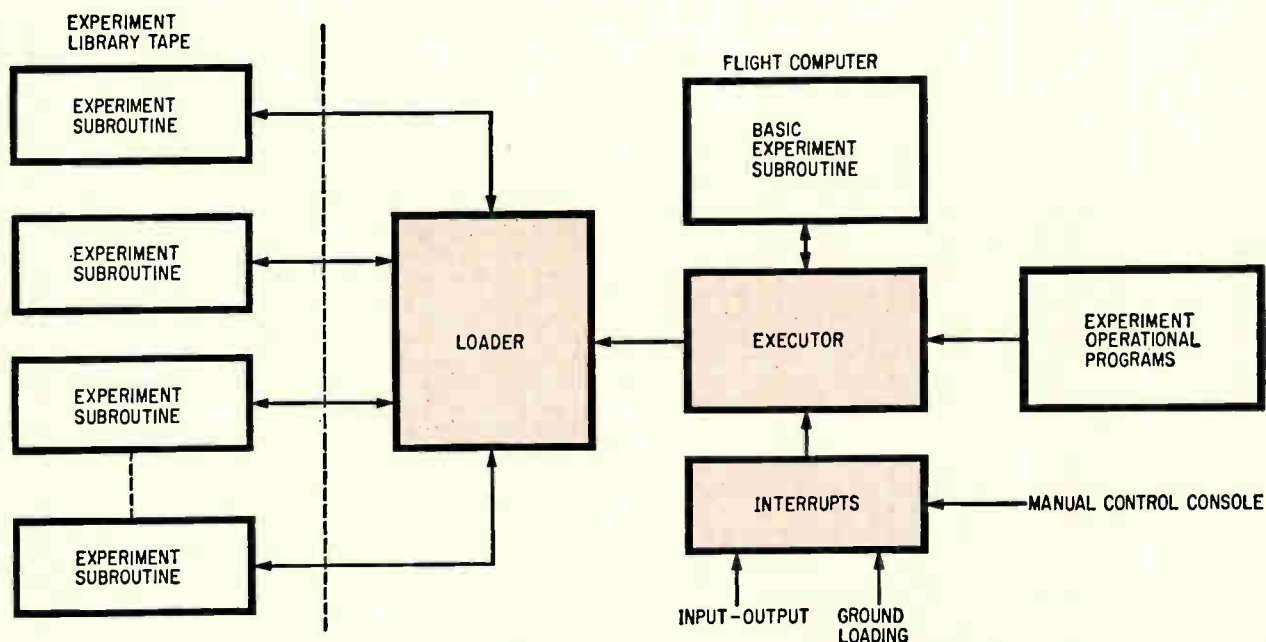 EXPERIMENT
LIBRARY TAPE
EXPERIMENT
SUBROUTINE
EXPERIMENT
SUBROUTINE
EXPERIMENT
SUBROUTINE
EXPERIMENT
SUBROUTINE
LOADER
FLIGHT COMPUTER
BASIC
EXPERIMENT
SUBROUTINE
EXECUTOR
EXPERIMENT
OPERATIONAL
PROGRAMS
INTERRUPTS
MANUAL CONTROL CONSOLE
INPUT-OUTPUT
GROUND
LOADING